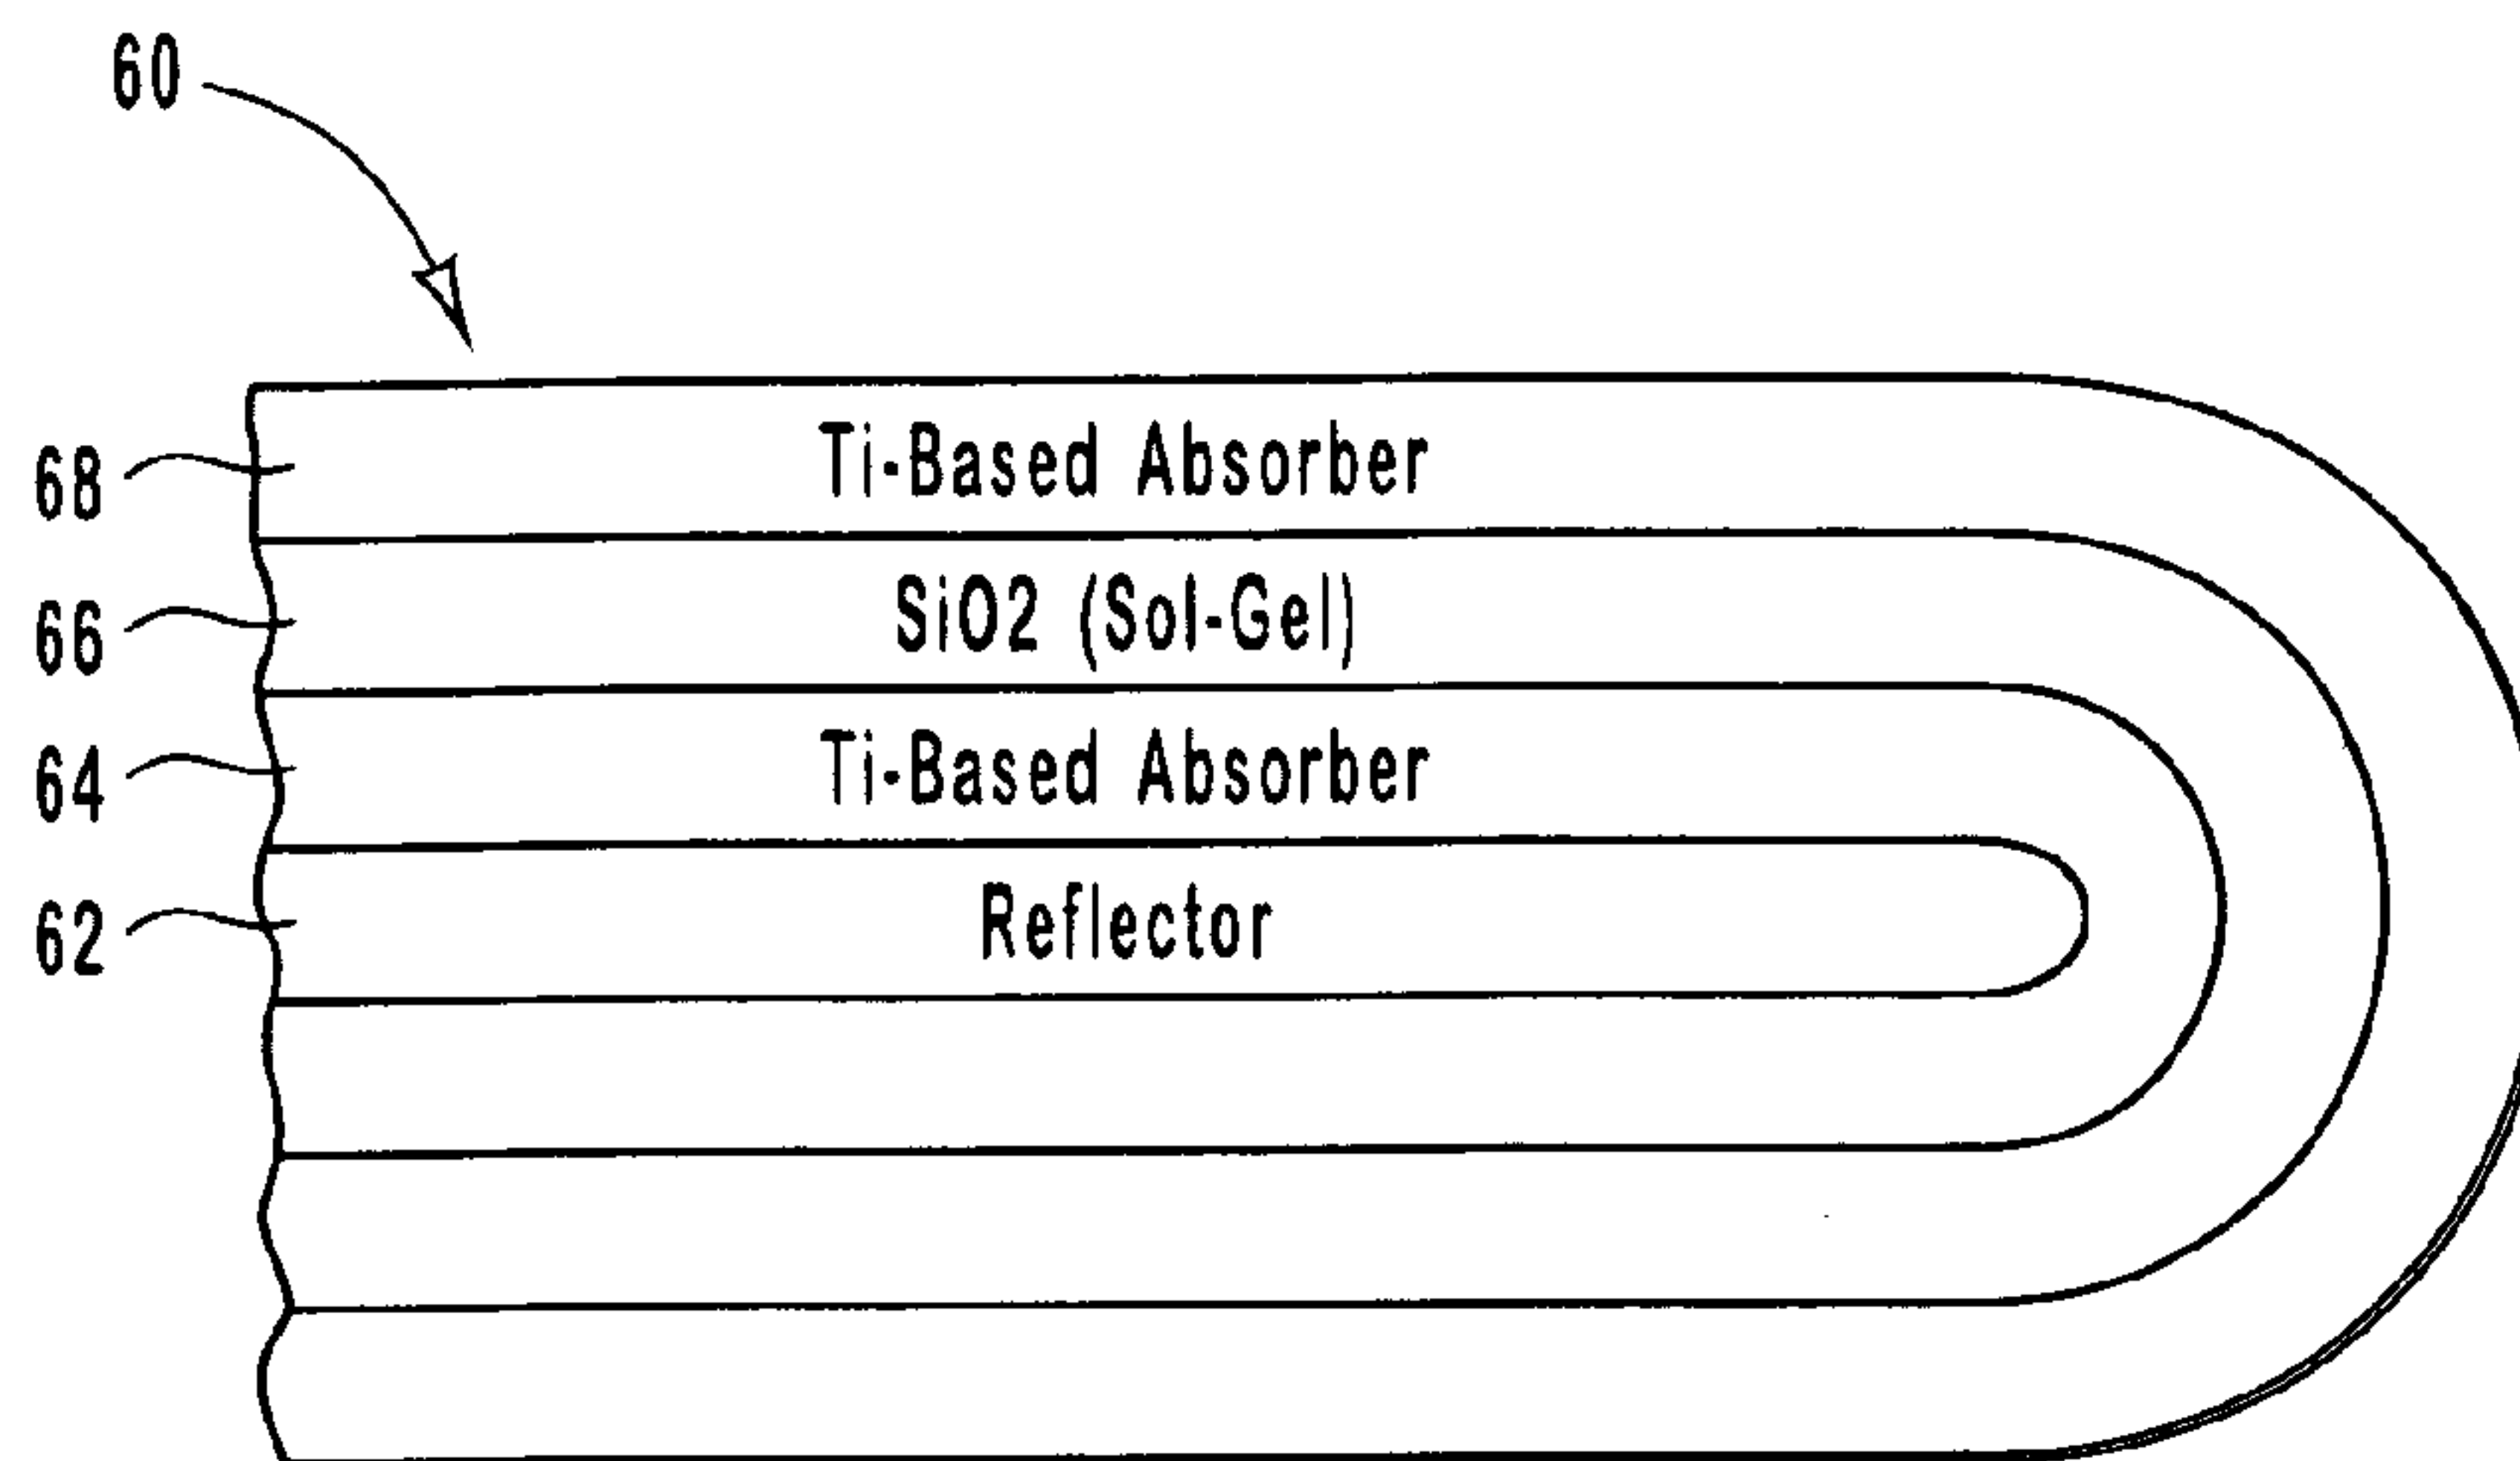 60
68 Ti-Based Absorber
66 SiO2 (Sol-Gel)
64 Ti-Based Absorber
62 Reflector